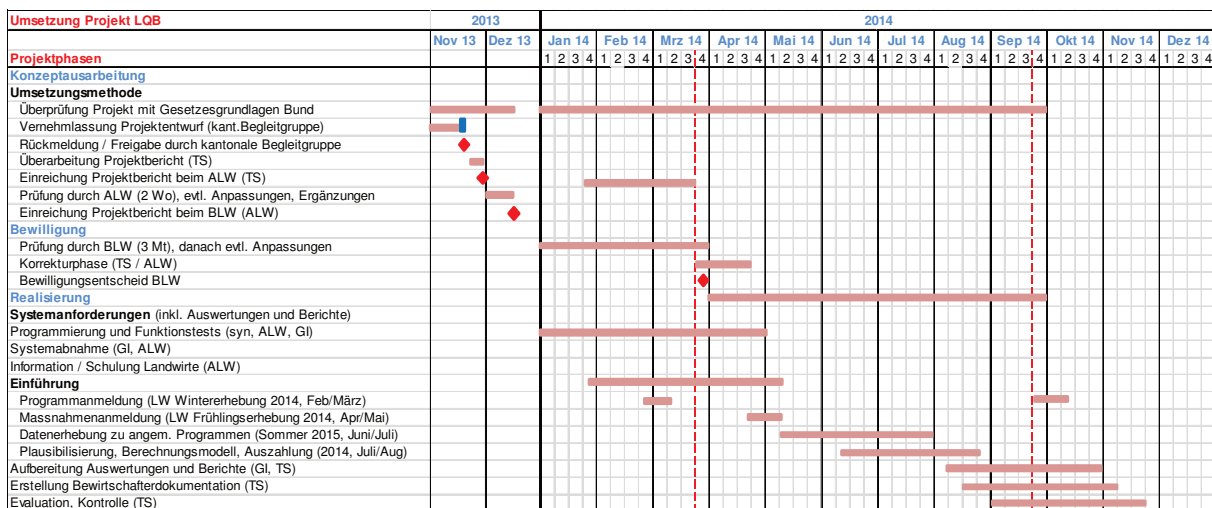 Umsetzung Projekt LQB 2013 2014
Nov 13 Dez 13 Jan 14 Feb 14 Mrz 14 Apr 14 Mai 14 Jun 14 Jul 14 Aug 14 Sep 14 Okt 14 Nov 14 Dez 14
Projektphasen 1 2 3 4 1 2 3 4 1 2 3 4 1 2 3 4 1 2 3 4 1 2 3 4 1 2 3 4 1 2 3 4 1 2 3 4 1 2 3 4 1 2 3 4 1 2 3 4
Konzeptausarbeitung
Umsetzungsmethode
Überprüfung Projekt mit Gesetzesgrundlagen Bund
Vernehmlassung Projektentwurf (kant.Begleitgruppe)
Rückmeldung / Freigabe durch kantonale Begleitgruppe
Überarbeitung Projektbericht (TS)
Einreichung Projektbericht beim ALW (TS)
Prüfung durch ALW (2 Wo), evtl. Anpassungen, Ergänzungen
Einreichung Projektbericht beim BLW (ALW)
Bewilligung
Prüfung durch BLW (3 Mt), danach evtl. Anpassungen
Korrekturphase (TS / ALW)
Bewilligungsentscheid BLW
Realisierung
Systemanforderungen (inkl. Auswertungen und Berichte)
Programmierung und Funktionstests (syn, ALW, GI)
Systemabnahme (GI, ALW)
Information / Schulung Landwirte (ALW)
Einführung
Programmanmeldung (LW Wintererhebung 2014, Feb/März)
Massnahmenanmeldung (LW Frühlingserhebung 2014, Apr/Mai)
Datenerhebung zu angem. Programmen (Sommer 2015, Juni/Juli)
Plausibilisierung, Berechnungsmodell, Auszahlung (2014, Juli/Aug)
Aufbereitung Auswertungen und Berichte (GI, TS)
Erstellung Bewirtschafterdokumentation (TS)
Evaluation, Kontrolle (TS)